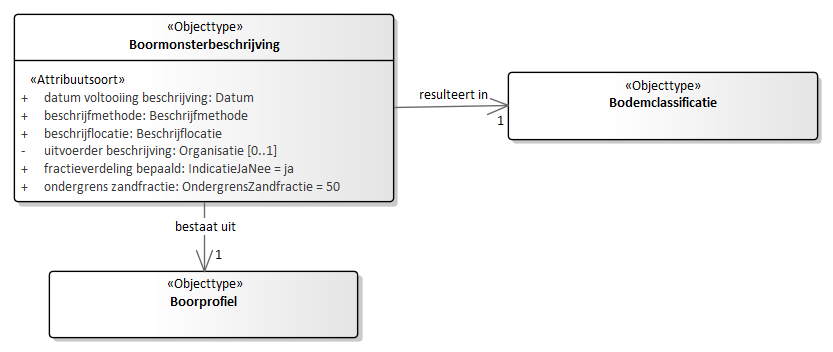 «Objecttype»
Boormonsterbeschrijving
«Attribuutsoort»
+ datum voltooiing beschrijving: Datum
+ beschrijfmethode: Beschrijfmethode
+ beschrijflocatie: Beschrijflocatie
- uitvoerder beschrijving: Organisatie [0..1]
+ fractieverdeling bepaald: IndicatieJaNee = ja
+ ondergrens zandfractie: OndergrensZandfractie = 50
resulteert in
1
«Objecttype»
Bodemclassificatie
bestaat uit
1
«Objecttype»
Boorprofiel